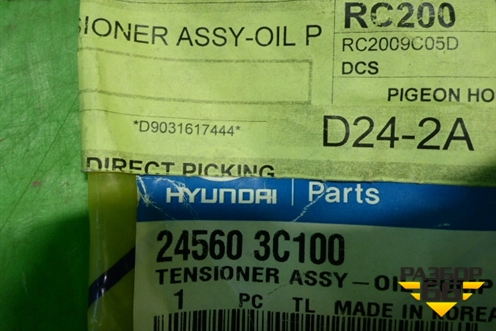 SIONER ASSY-OIL P
RC200
RC2009C05D
DCS
PIGEON HO
*D9031617444*
D24-2A
DIRECT PICKING
HYUNDAI | Parts
24560 3C100
TENSIONER ASSY-OIL
1 PC TL MADE IN KOREA
РАЗБОР